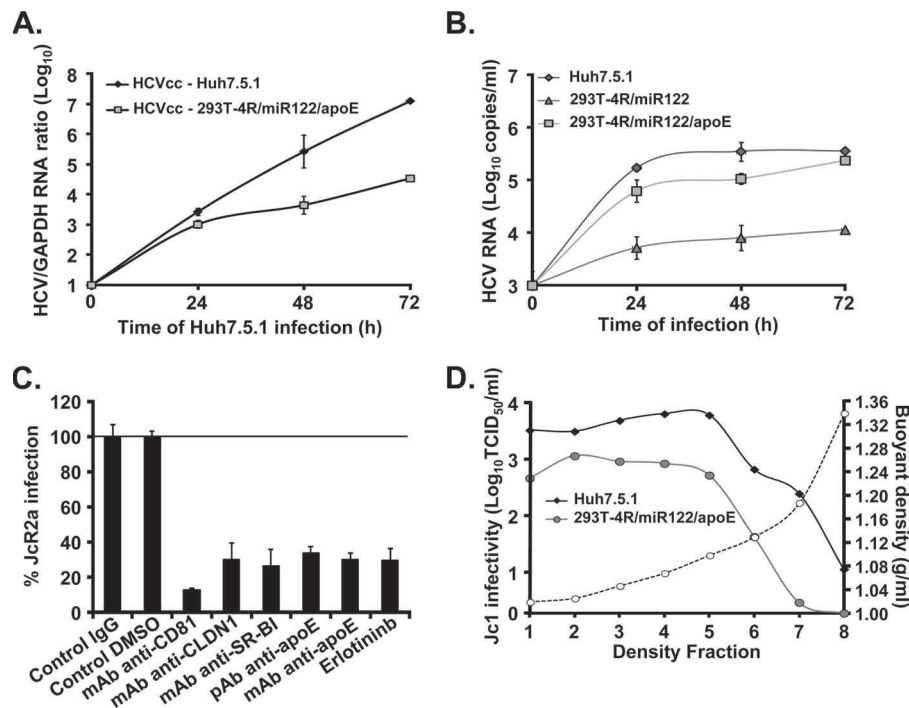 A.
HCV/GAPDH RNA ratio (Log10)
8
7
6
5
4
3
2
1
HCVcc - Huh7.5.1
HCVcc - 293T-4R/miR122/apoE
0 24 48 72
Time of Huh7.5.1 infection (h)
B.
HCV RNA (Log10 copies/ml)
7
6
5
4
3
Huh7.5.1
293T-4R/miR122
293T-4R/miR122/apoE
0 24 48 72
Time of infection (h)
C.
% JcR2a infection
120
100
80
60
40
20
0
Control IgG
Control DMSO
mAb anti-CD81
mAb anti-CLDN1
mAb anti-SR-BI
pAb anti-apoE
mAb anti-apoE
Erlotininb
D.
Jc1 infectivity (Log10TCID50/ml)
4
3
2
1
0
Huh7.5.1
293T-4R/miR122/apoE
1 2 3 4 5 6 7 8
Density Fraction
1.36
1.32
1.28
1.24
1.20
1.16
1.12
1.08
1.04
1.00
Buoyant density (g/ml)